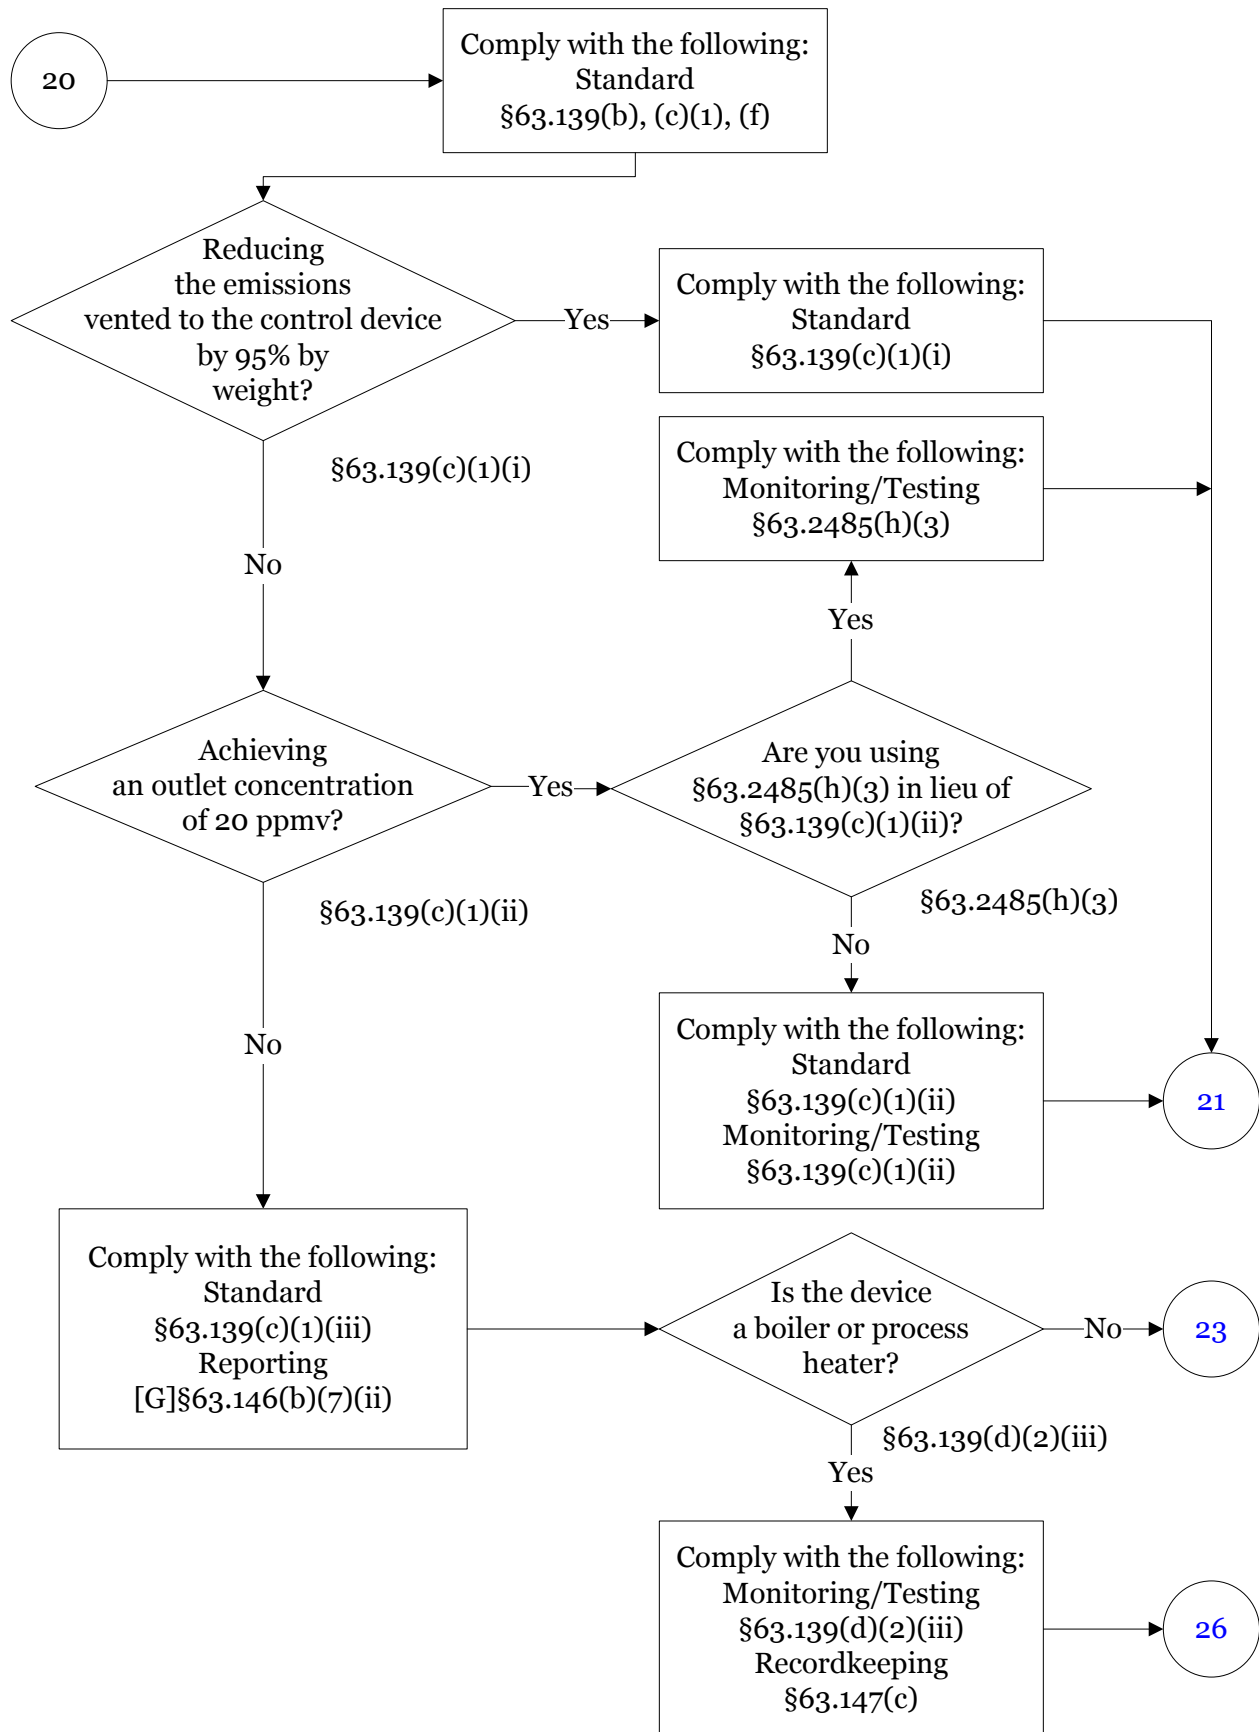 20
Comply with the following:
Standard
§63.139(b), (c)(1), (f)
Reducing
the emissions
vented to the control device
by 95% by
weight?
Yes
Comply with the following:
Standard
§63.139(c)(1)(i)
§63.139(c)(1)(i)
Comply with the following:
Monitoring/Testing
§63.2485(h)(3)
No
Yes
Achieving
an outlet concentration
of 20 ppmv?
Yes
Are you using
§63.2485(h)(3) in lieu of
§63.139(c)(1)(ii)?
§63.139(c)(1)(ii)
§63.2485(h)(3)
No
No
Comply with the following:
Standard
§63.139(c)(1)(ii)
Monitoring/Testing
§63.139(c)(1)(ii)
21
Comply with the following:
Standard
§63.139(c)(1)(iii)
Reporting
[G]§63.146(b)(7)(ii)
Is the device
a boiler or process
heater?
No
23
§63.139(d)(2)(iii)
Yes
Comply with the following:
Monitoring/Testing
§63.139(d)(2)(iii)
Recordkeeping
§63.147(c)
26